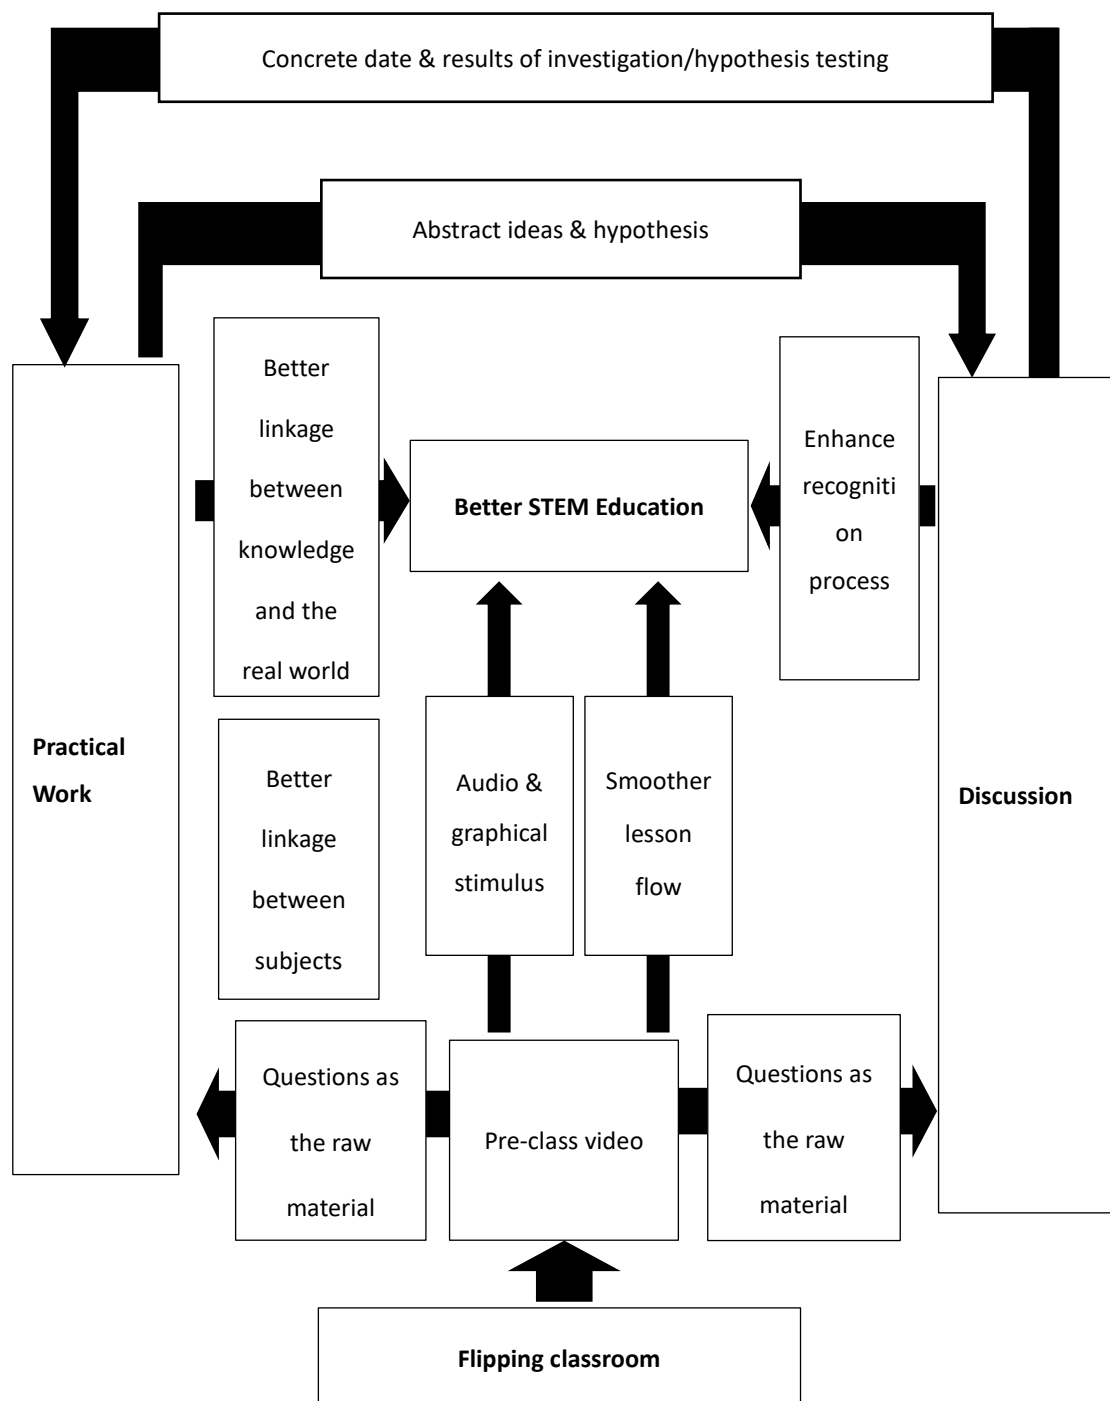 Concrete date & results of investigation/hypothesis testing
Abstract ideas & hypothesis
Better
linkage
between
knowledge
and the
real world
Enhance
recogniti
on
process
Better STEM Education
Practical
Work
Better
linkage
between
subjects
Audio &
graphical
stimulus
Smoother
lesson
flow
Discussion
Questions as
the raw
material
Pre-class video
Questions as
the raw
material
Flipping classroom